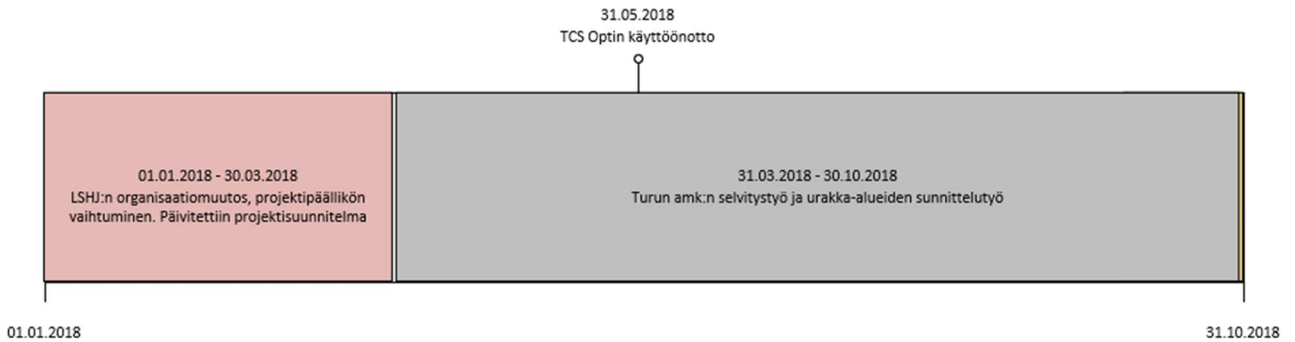 31.05.2018
TCS Optin käyttöönotto
01.01.2018 - 30.03.2018
LSHJ:n organisaatiomuutos, projektipäällikön
vaihtuminen. Päivitettiin projektisuunnitelma
31.03.2018 - 30.10.2018
Turun amk:n selvitystyö ja urakka-alueiden sunnittelutyö
01.01.2018
31.10.2018